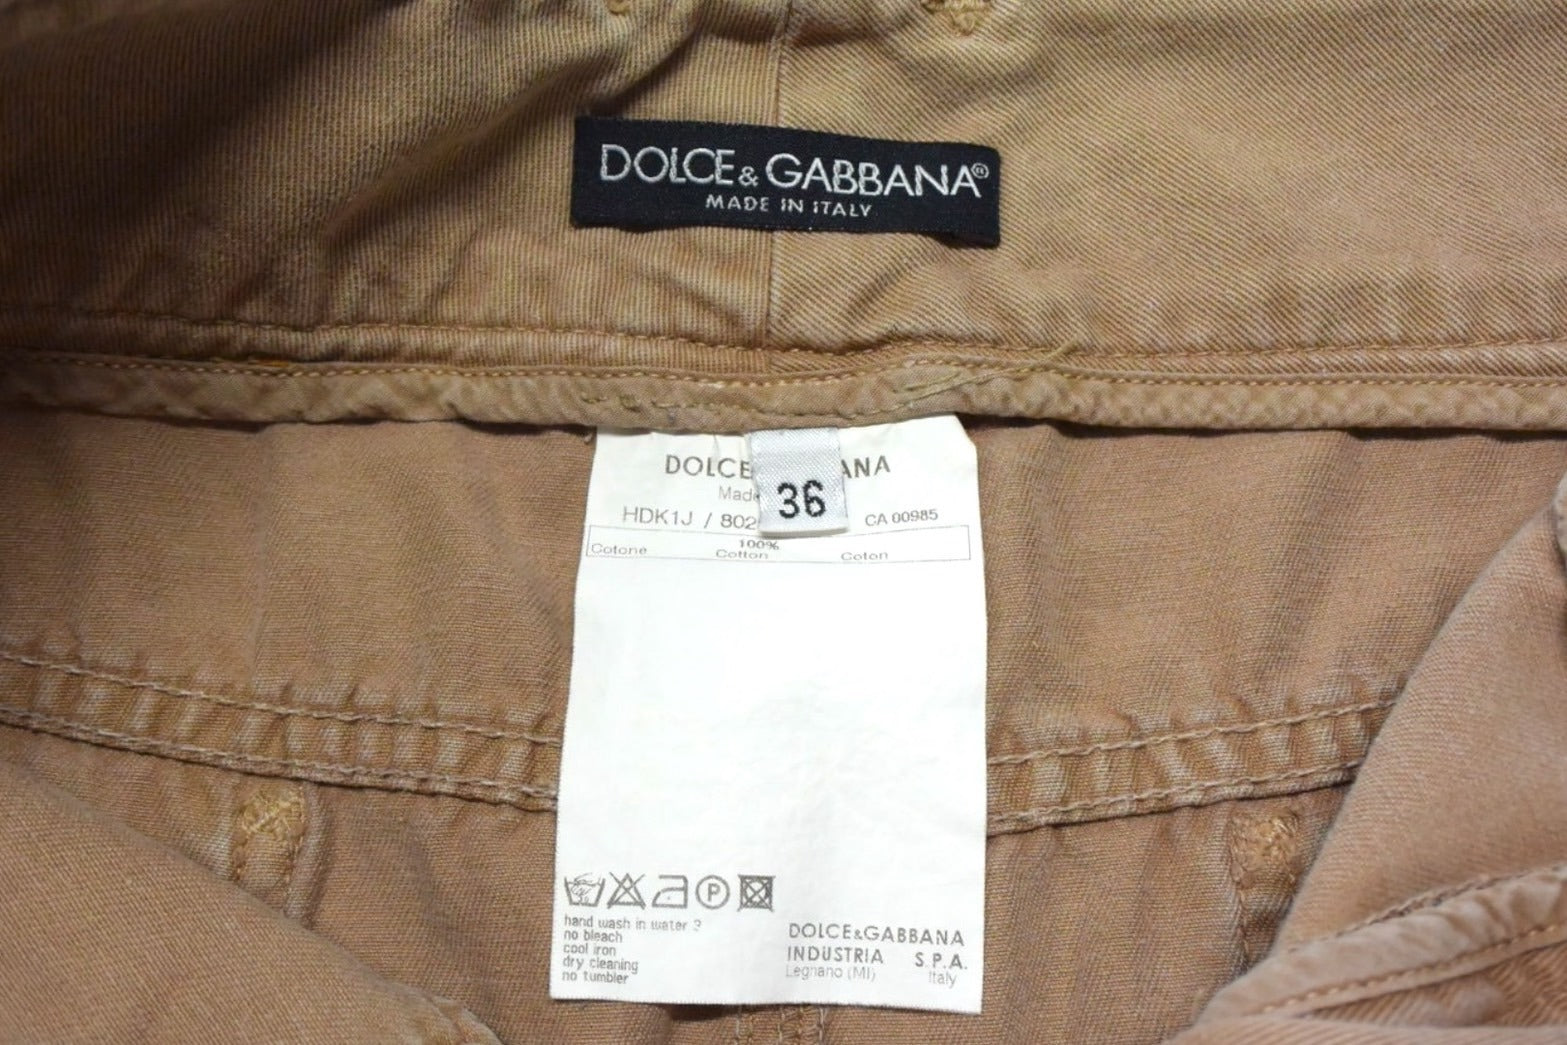 DOLCE & GABBANA®
MADE IN ITALY
DOLCE ANA
Made
36
HDK1J / 802 CA 00985
100%
Cotone Cotton Coton
P
hand wash in water
no bleach
cool iron
dry cleaning
no tumbler
DOLCE&GABBANA
INDUSTRIA S.P.A.
Legnano (MI) Italy